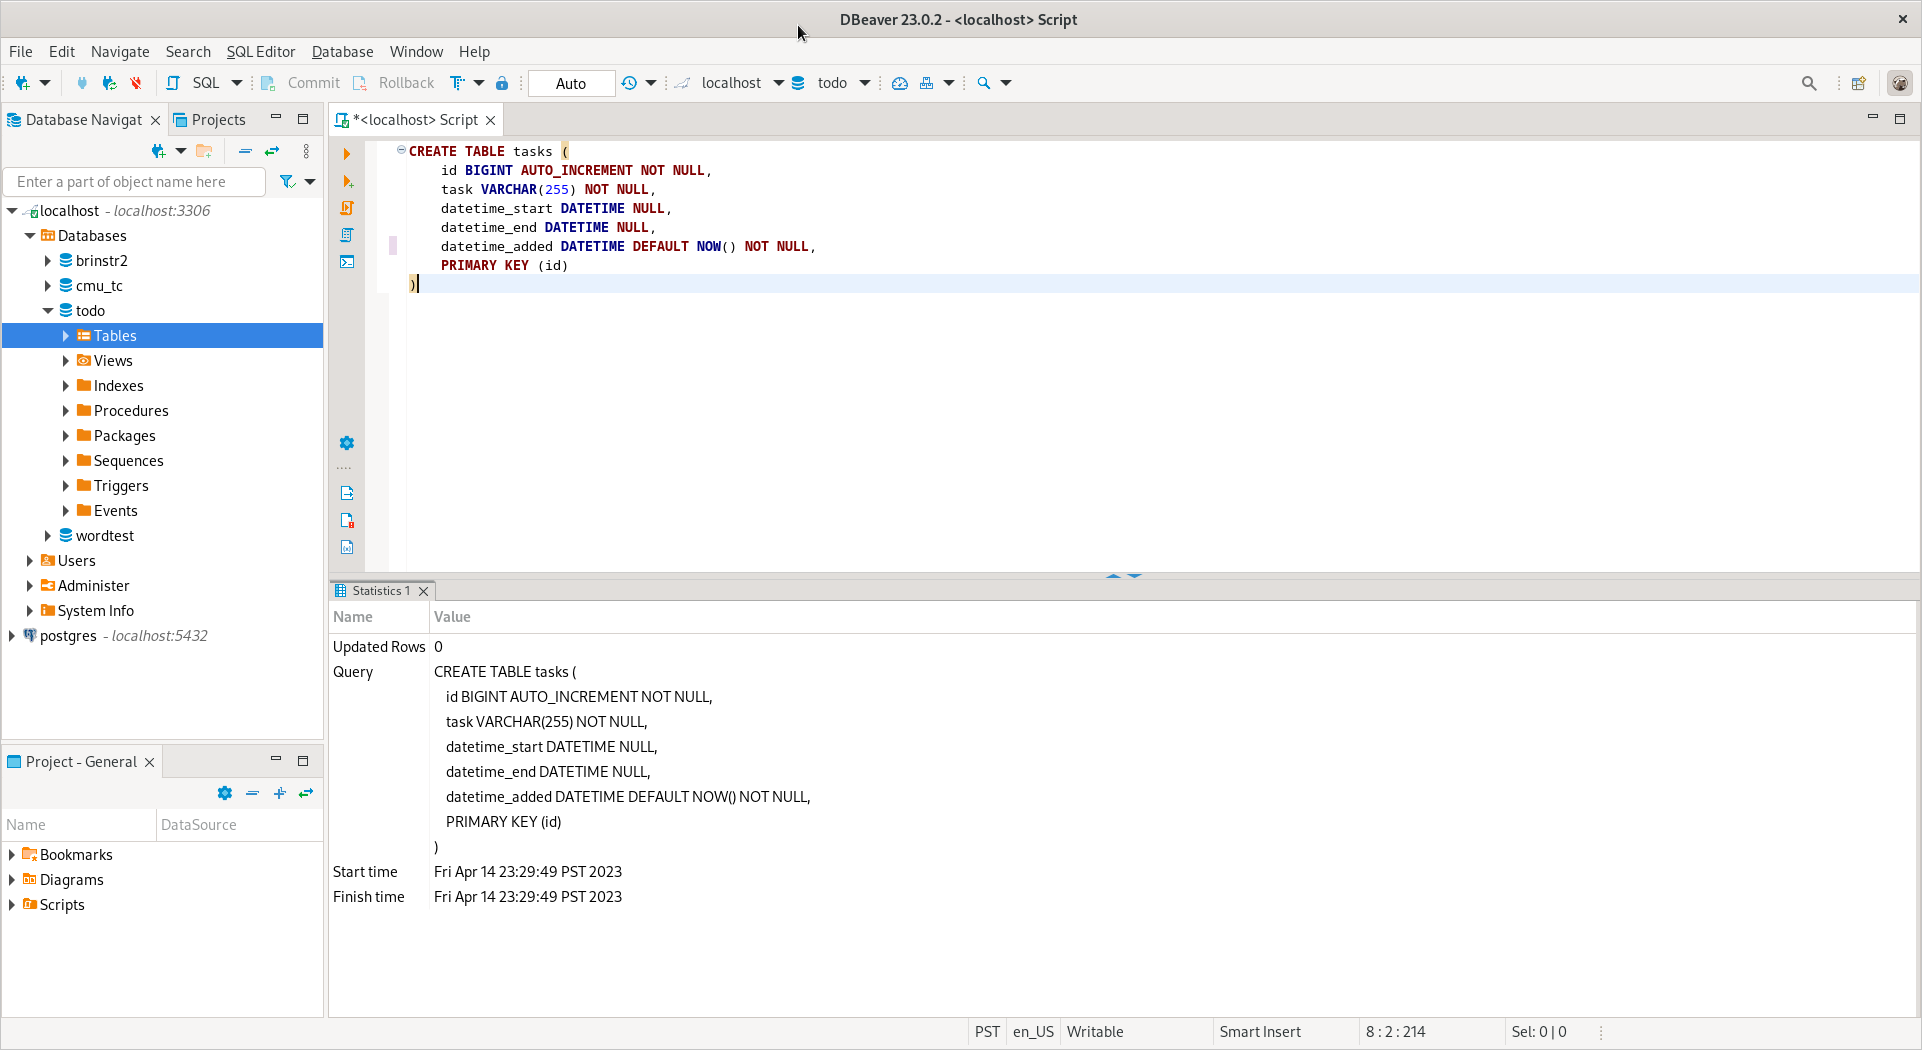 DBeaver 23.0.2 - <localhost> Script
File Edit Navigate Search SQL Editor Database Window Help
SQL Commit Rollback Auto localhost todo
Database Navigat Projects
Enter a part of object name here
localhost - localhost:3306
Databases
brinstr2
cmu_tc
todo
Tables
Views
Indexes
Procedures
Packages
Sequences
Triggers
Events
wordtest
Users
Administer
System Info
postgres - localhost:5432
Project - General
Name DataSource
Bookmarks
Diagrams
Scripts
*<localhost> Script
CREATE TABLE tasks (
id BIGINT AUTO_INCREMENT NOT NULL,
task VARCHAR(255) NOT NULL,
datetime_start DATETIME NULL,
datetime_end DATETIME NULL,
datetime_added DATETIME DEFAULT NOW() NOT NULL,
PRIMARY KEY (id)
)
Statistics 1
Name Value
Updated Rows 0
Query CREATE TABLE tasks (
id BIGINT AUTO_INCREMENT NOT NULL,
task VARCHAR(255) NOT NULL,
datetime_start DATETIME NULL,
datetime_end DATETIME NULL,
datetime_added DATETIME DEFAULT NOW() NOT NULL,
PRIMARY KEY (id)
)
Start time Fri Apr 14 23:29:49 PST 2023
Finish time Fri Apr 14 23:29:49 PST 2023
PST en_US Writable Smart Insert 8 : 2 : 214 Sel: 0 | 0